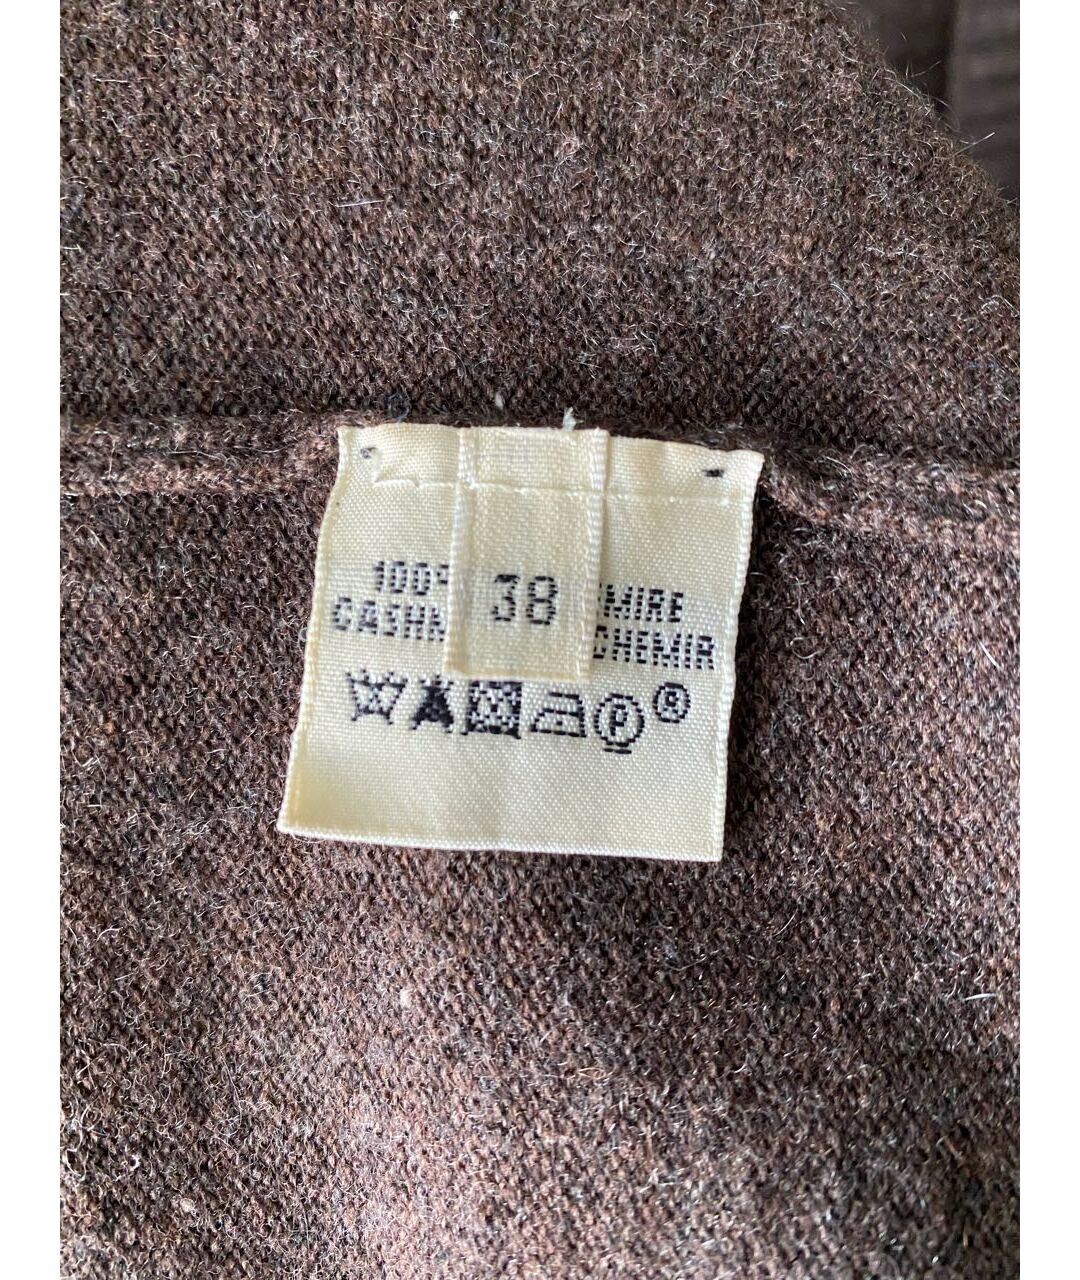 100%
38
EMIRE
CASHM
CHEMIR
P ®